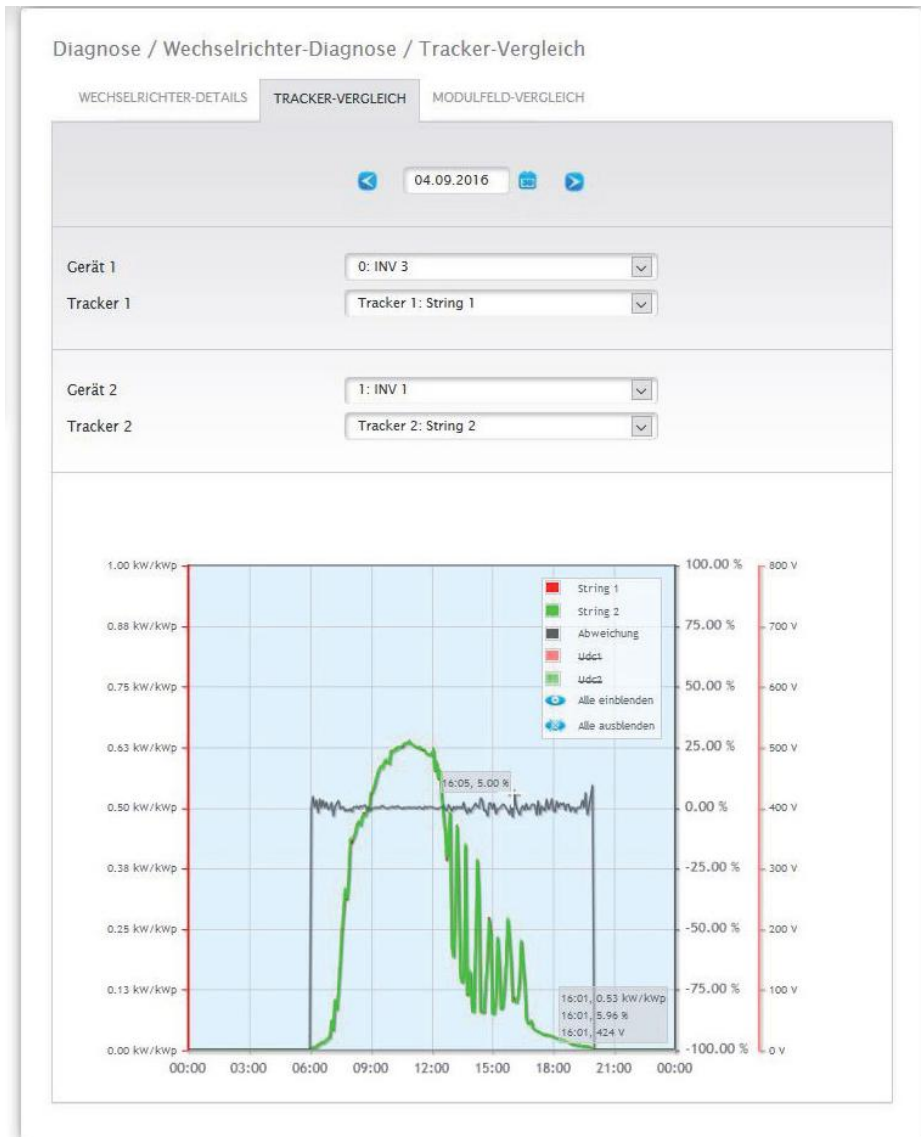 Diagnose / Wechselrichter-Diagnose / Tracker-Vergleich
WECHSELRICHTER-DETAILS TRACKER-VERGLEICH MODULFELD-VERGLEICH
04.09.2016
30
Gerät 1 0: INV 3
Tracker 1 Tracker 1: String 1
Gerät 2 1: INV 1
Tracker 2 Tracker 2: String 2
1.00 kW/kWp
0.88 kW/kWp
0.75 kW/kWp
0.63 kW/kWp
0.50 kW/kWp
0.38 kW/kWp
0.25 kW/kWp
0.13 kW/kWp
0.00 kW/kWp
String 1
String 2
Abweichung
Udc1
Udc2
Alle einblenden
Alle ausblenden
16:05, 5.00 %
16:01, 0.53 kW/kWp
16:01, 5.96 %
16:01, 424 V
100.00 %
75.00 %
50.00 %
25.00 %
0.00 %
-25.00 %
-50.00 %
-75.00 %
-100.00 %
800 V
700 V
600 V
500 V
400 V
300 V
200 V
100 V
0 V
00:00 03:00 06:00 09:00 12:00 15:00 18:00 21:00 00:00